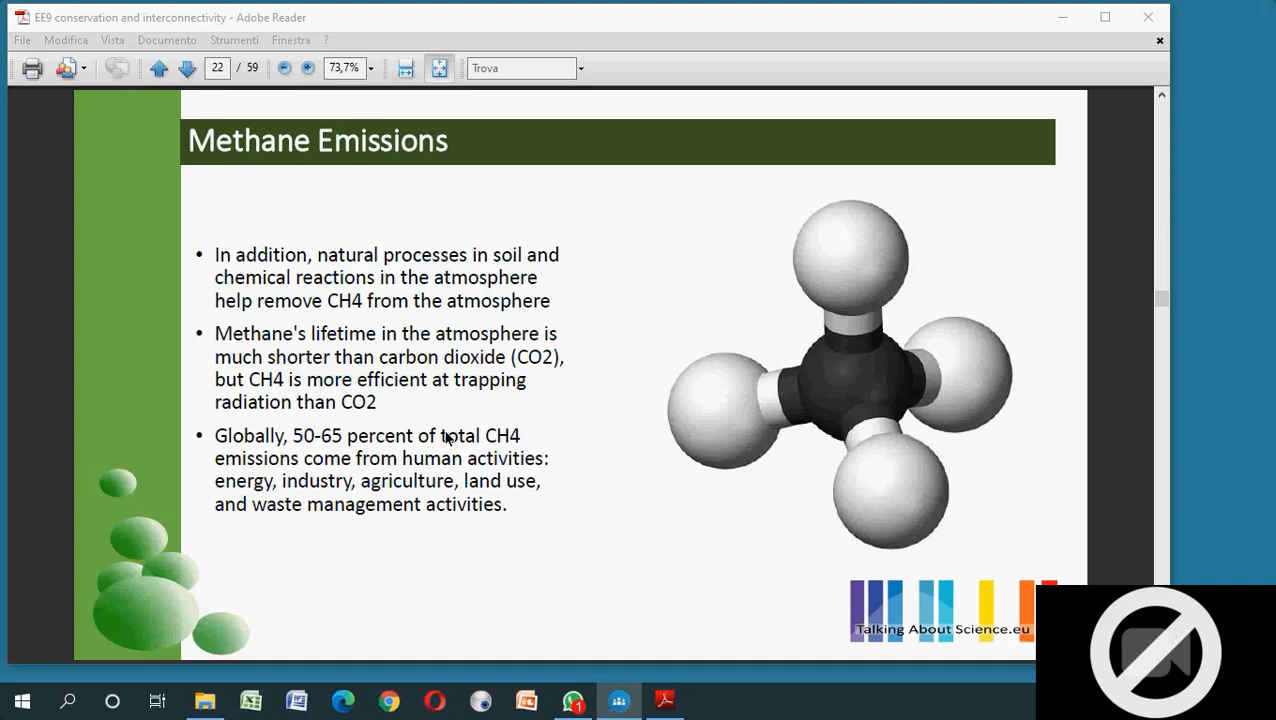 EE9 conservation and interconnectivity - Adobe Reader
File Modifica Vista Documento Strumenti Finestra ?
22 / 59 73,7% Trova
Methane Emissions
• In addition, natural processes in soil and
chemical reactions in the atmosphere
help remove CH4 from the atmosphere
• Methane's lifetime in the atmosphere is
much shorter than carbon dioxide (CO2),
but CH4 is more efficient at trapping
radiation than CO2
• Globally, 50-65 percent of total CH4
emissions come from human activities:
energy, industry, agriculture, land use,
and waste management activities.
Talking About Science.eu
1